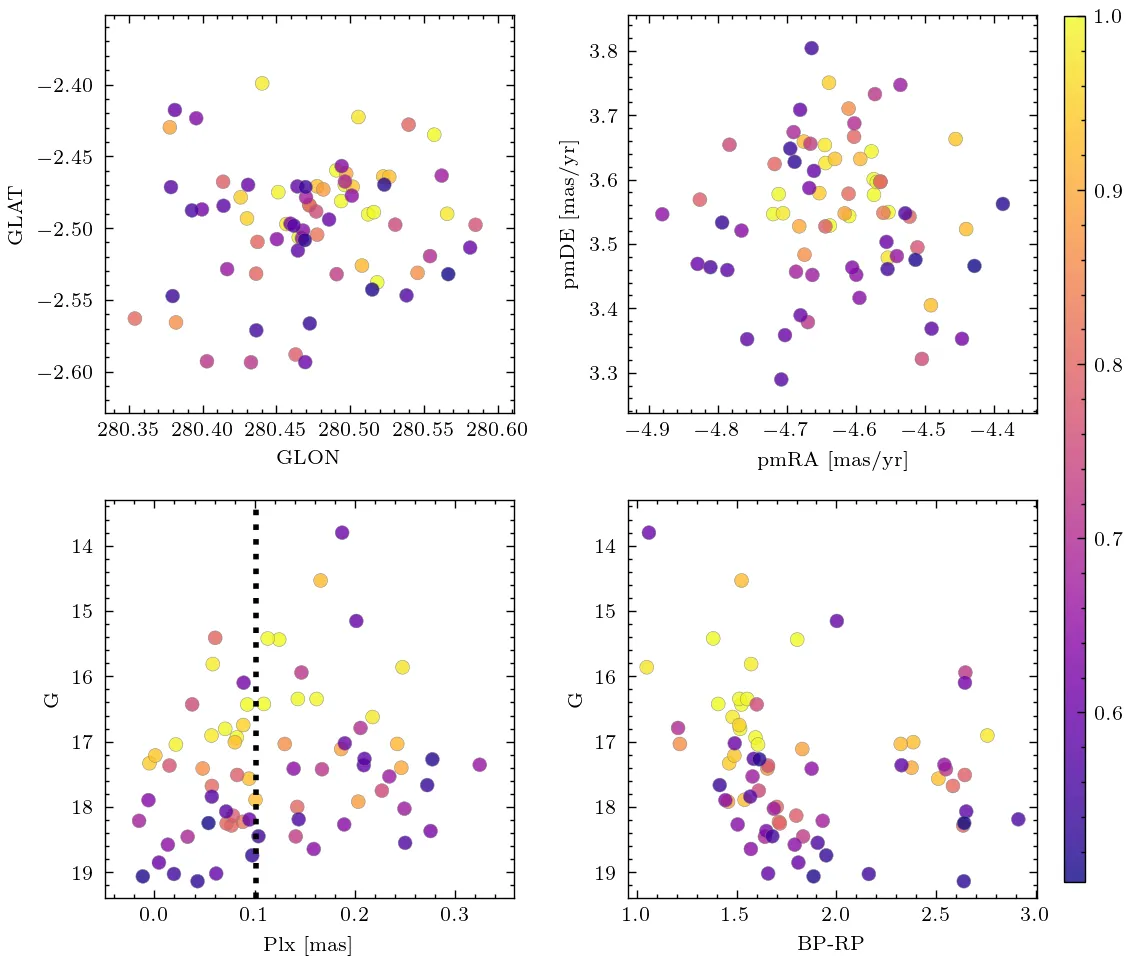 −2.40
−2.45
−2.50
−2.55
−2.60
GLAT
280.35 280.40 280.45 280.50 280.55 280.60
GLON
3.8
3.7
3.6
3.5
3.4
3.3
pmDE [mas/yr]
−4.9 −4.8 −4.7 −4.6 −4.5 −4.4
pmRA [mas/yr]
1.0
0.9
0.8
0.7
0.6
14
15
16
17
18
19
G
0.0 0.1 0.2 0.3
Plx [mas]
14
15
16
17
18
19
G
1.0 1.5 2.0 2.5 3.0
BP-RP